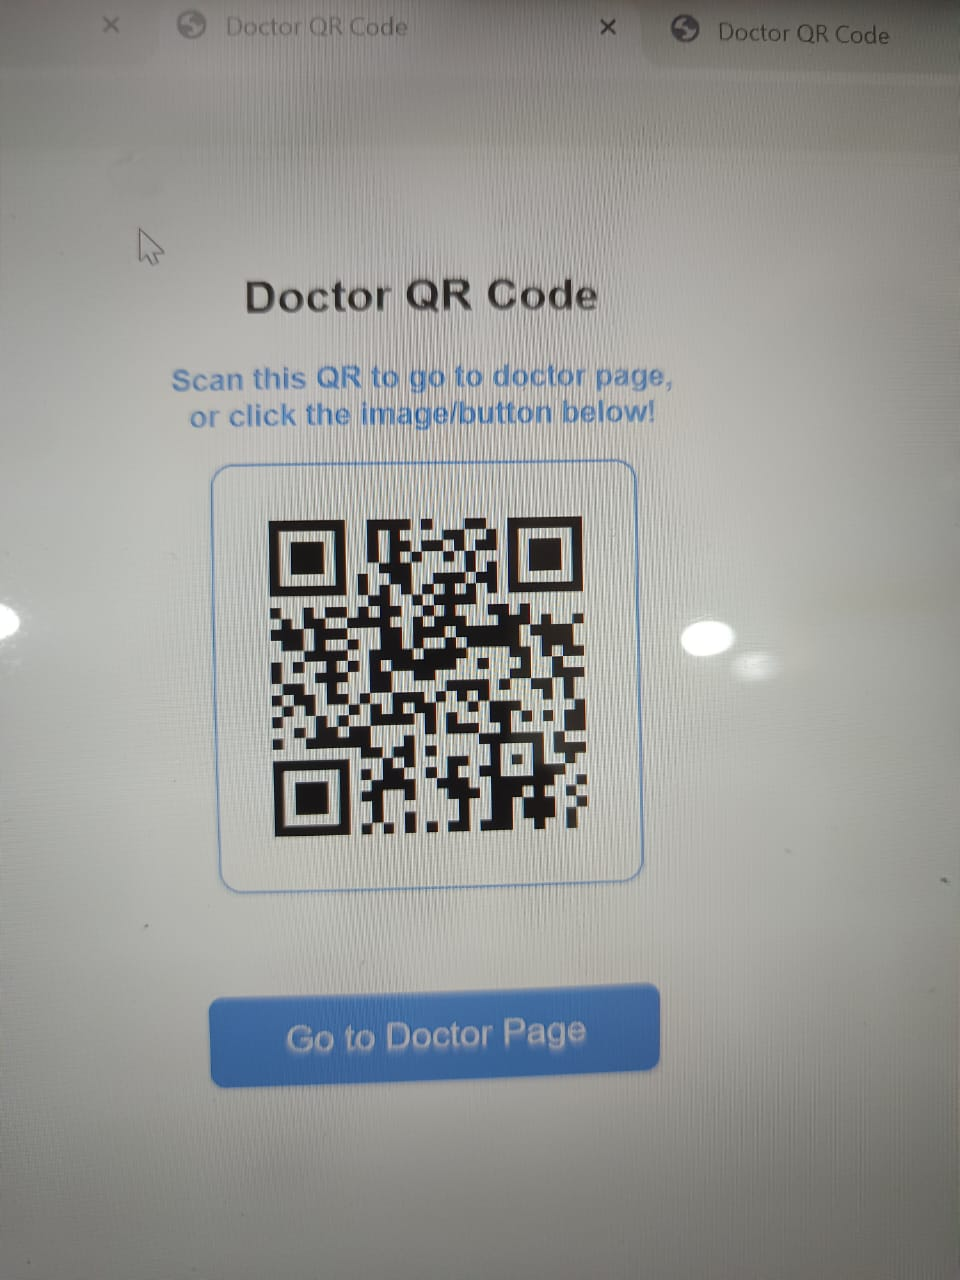 Doctor QR Code
Doctor QR Code
Doctor QR Code
Scan this QR to go to doctor page,
or click the image/button below!
Go to Doctor Page